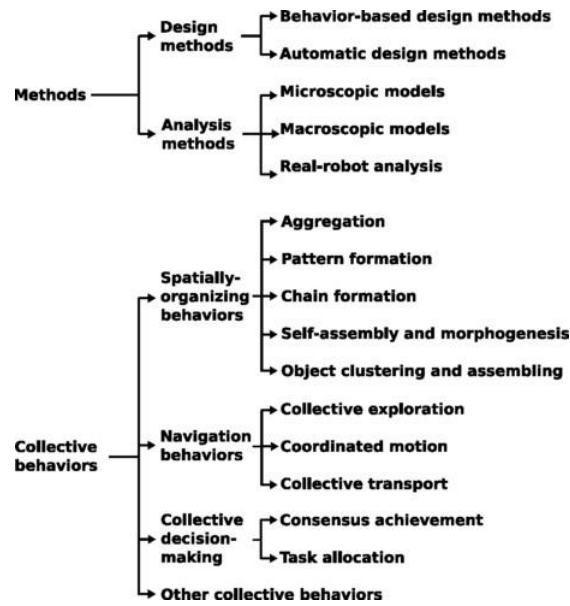 Methods
Design
methods
Behavior-based design methods
Automatic design methods
Analysis
methods
Microscopic models
Macroscopic models
Real-robot analysis
Collective
behaviors
Spatially-
organizing
behaviors
Aggregation
Pattern formation
Chain formation
Self-assembly and morphogenesis
Object clustering and assembling
Navigation
behaviors
Collective exploration
Coordinated motion
Collective transport
Collective
decision-
making
Consensus achievement
Task allocation
Other collective behaviors